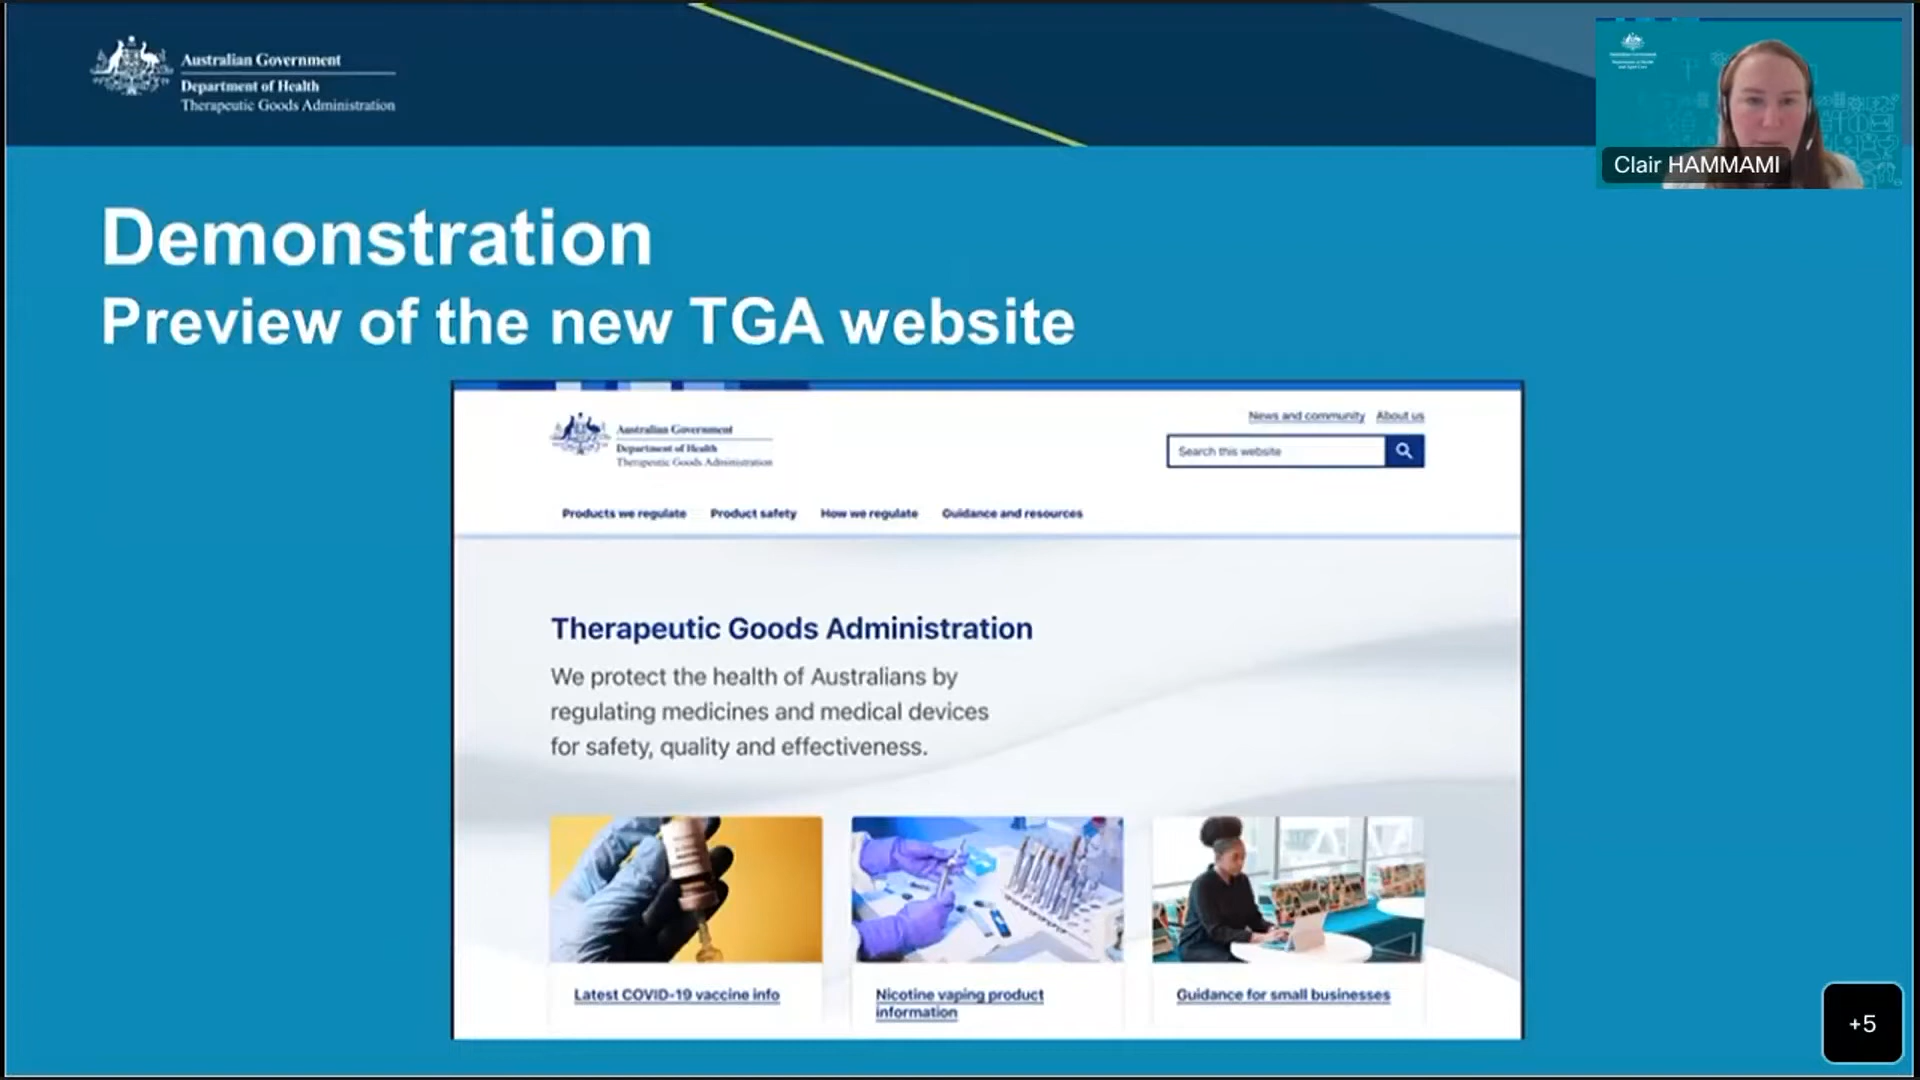 Australian Government
Department of Health
Therapeutic Goods Administration
Clair HAMMAMI
Demonstration
Preview of the new TGA website
Australian Government
Department of Health
Therapeutic Goods Administration
News and community About us
Search this website
Products we regulate Product safety How we regulate Guidance and resources
Therapeutic Goods Administration
We protect the health of Australians by
regulating medicines and medical devices
for safety, quality and effectiveness.
Latest COVID-19 vaccine info
Nicotine vaping product
information
Guidance for small businesses
+5